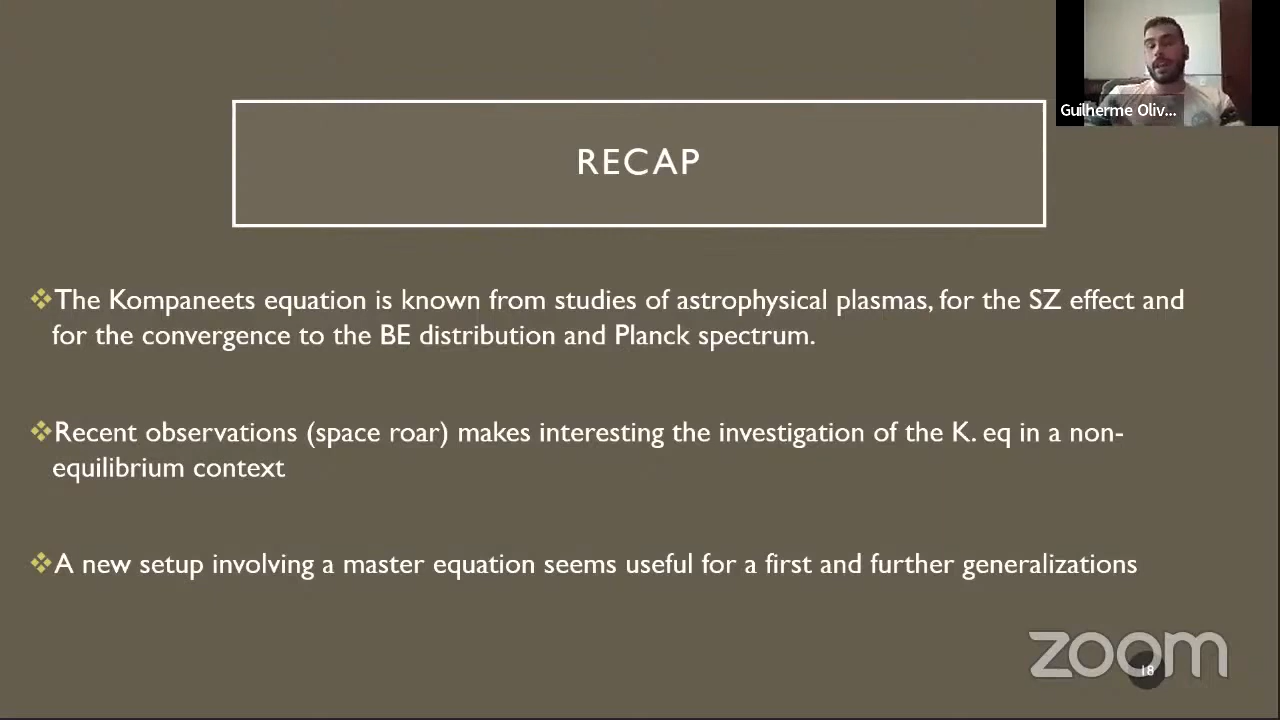 Guilherme Oliv...
RECAP
❖The Kompaneets equation is known from studies of astrophysical plasmas, for the SZ effect and
for the convergence to the BE distribution and Planck spectrum.
❖Recent observations (space roar) makes interesting the investigation of the K. eq in a non-
equilibrium context
❖A new setup involving a master equation seems useful for a first and further generalizations
zoom
18